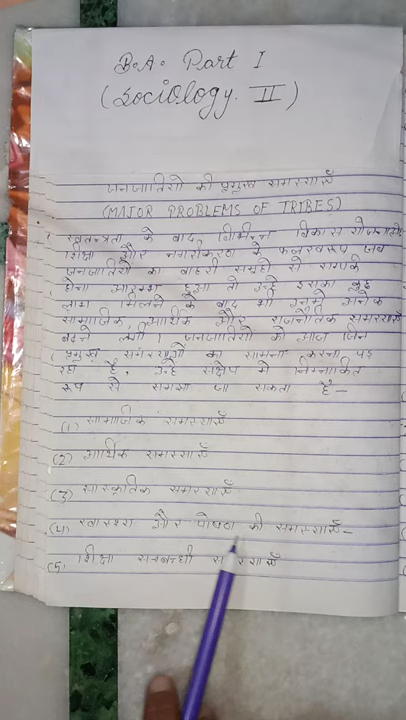 B.A. Part I
(Sociology. II)
जनजातियों की प्रमुख समस्याएँ
(MAJOR PROBLEMS OF TRIBES)
स्वतन्त्रता के बाद विभिन्न विकास योजनाओं
शिक्षा और नगरीकरण के फलस्वरूप जब
जनजातियों का बाहरी समूहों से सम्पर्क
होना आरम्भ हुआ तो उन्हें इसका कुछ
लाभ मिलने के बाद भी उनमें अनेक
सामाजिक, आर्थिक और राजनैतिक समस्याएँ
बढ़ने लगीं। जनजातियों को आज जिन
प्रमुख समस्याओं का सामना करना पड़
रहा है, उन्हें संक्षेप में निम्नांकित
रूप से समझा जा सकता है-
(1) सामाजिक समस्याएँ
(2) आर्थिक समस्याएँ
(3) सांस्कृतिक समस्याएँ
(4) स्वास्थ्य और पोषण की समस्याएँ-
(5) शिक्षा सम्बन्धी समस्याएँ